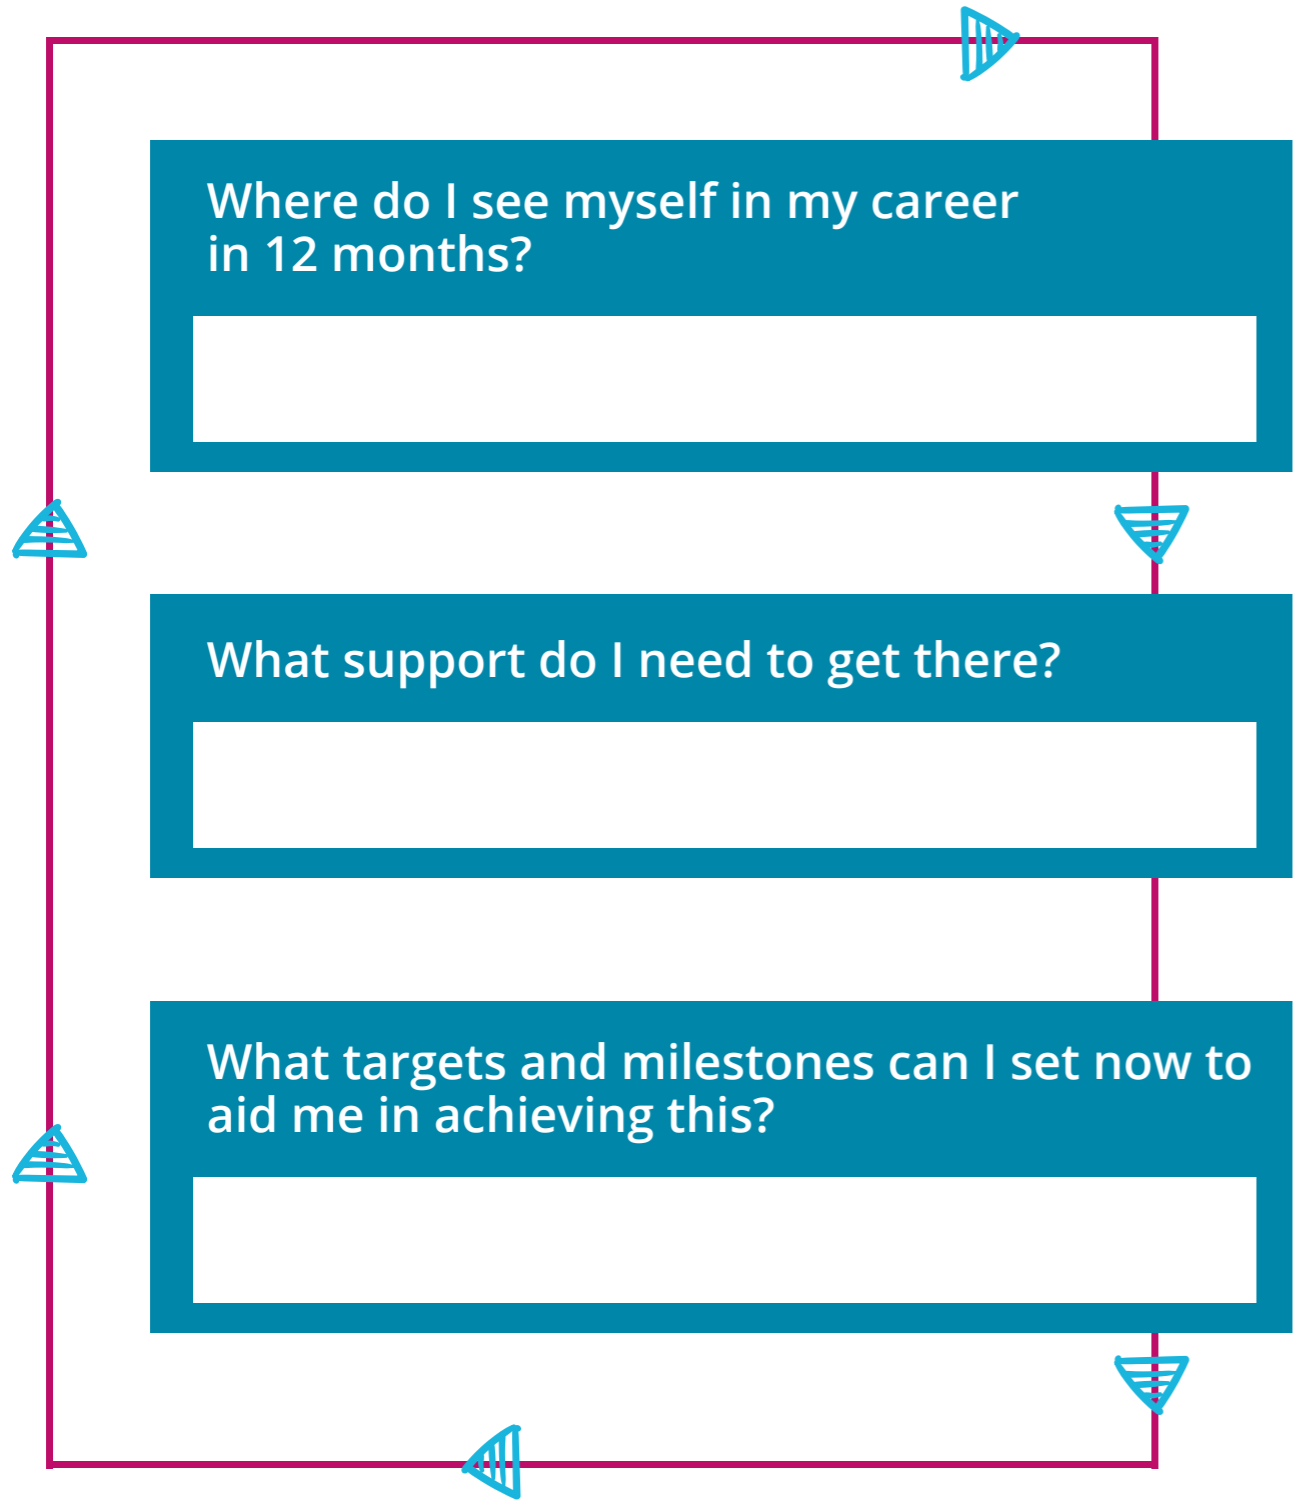 Where do I see myself in my career
in 12 months?
What support do I need to get there?
What targets and milestones can I set now to
aid me in achieving this?